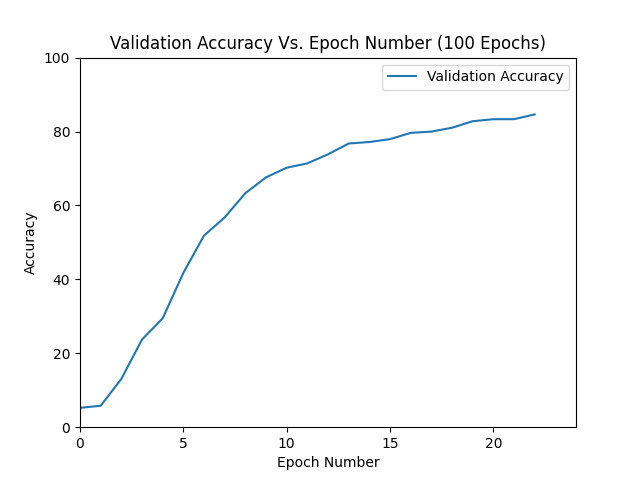 Validation Accuracy Vs. Epoch Number (100 Epochs)
Validation Accuracy
100
80
60
40
20
0
Accuracy
0 5 10 15 20
Epoch Number